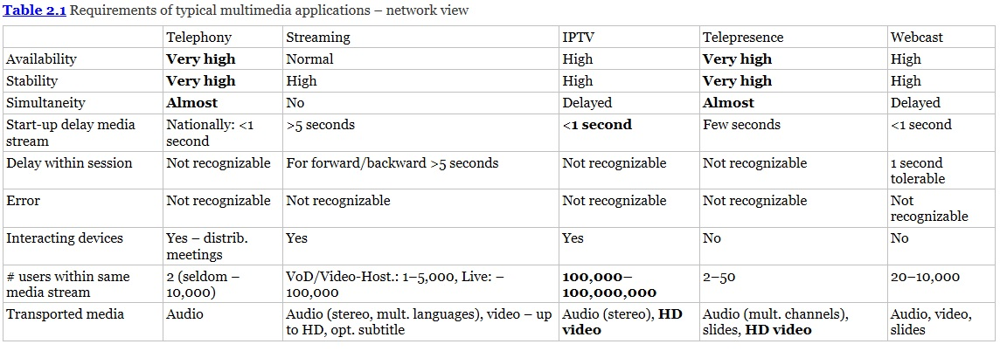 Table 2.1 Requirements of typical multimedia applications – network view
Telephony Streaming IPTV Telepresence Webcast
Availability Very high Normal High Very high High
Stability Very high High High Very high High
Simultaneity Almost No Delayed Almost Delayed
Start-up delay media stream Nationally: <1 second >5 seconds <1 second Few seconds <1 second
Delay within session Not recognizable For forward/backward >5 seconds Not recognizable Not recognizable 1 second tolerable
Error Not recognizable Not recognizable Not recognizable Not recognizable Not recognizable
Interacting devices Yes – distrib. meetings Yes Yes No No
# users within same media stream 2 (seldom – 10,000) VoD/Video-Host.: 1–5,000, Live: – 100,000 100,000– 100,000,000 2–50 20–10,000
Transported media Audio Audio (stereo, mult. languages), video – up to HD, opt. subtitle Audio (stereo), HD video Audio (mult. channels), slides, HD video Audio, video, slides